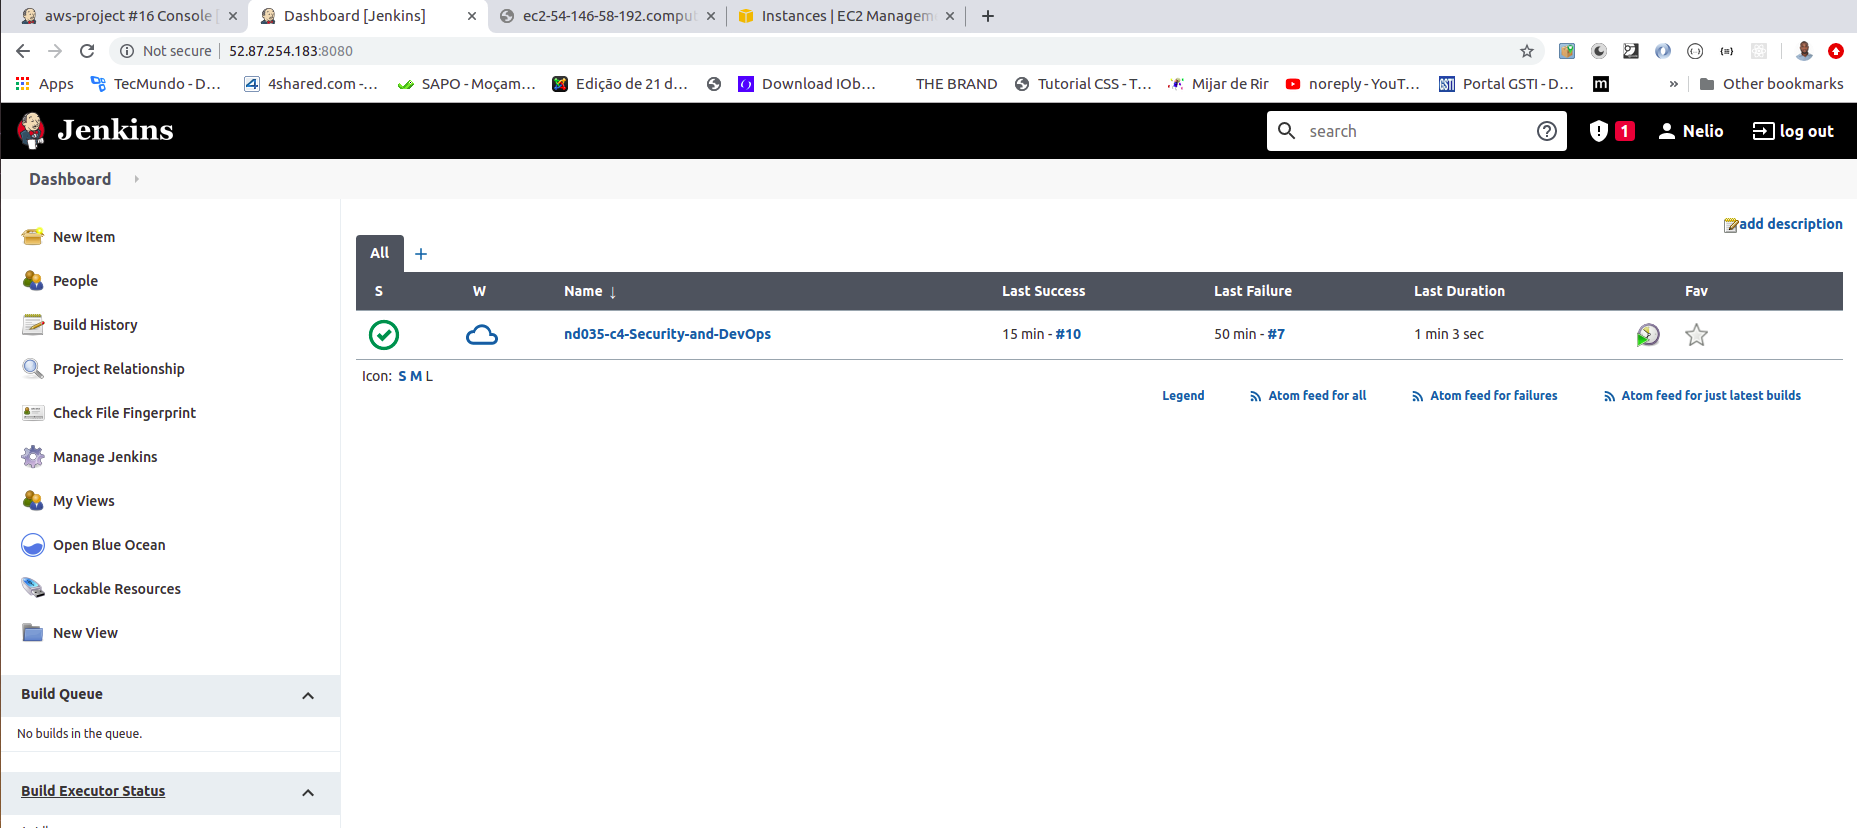 aws-project #16 Console [
Dashboard [Jenkins]
ec2-54-146-58-192.comput
Instances | EC2 Managem
Not secure
52.87.254.183:8080
Apps
TecMundo - D...
4shared.com -...
SAPO - Moçam...
Edição de 21 d...
Download IOb...
THE BRAND
Tutorial CSS - T...
Mijar de Rir
noreply - YouT...
GSTI
Portal GSTI - D...
m
»
Other bookmarks
Jenkins
search
1
Nelio
log out
Dashboard
New Item
People
Build History
Project Relationship
Check File Fingerprint
Manage Jenkins
My Views
Open Blue Ocean
Lockable Resources
New View
Build Queue
No builds in the queue.
Build Executor Status
add description
All
+
S W Name ↓ Last Success Last Failure Last Duration Fav
nd035-c4-Security-and-DevOps 15 min - #10 50 min - #7 1 min 3 sec
Icon: S M L
Legend Atom feed for all Atom feed for failures Atom feed for just latest builds